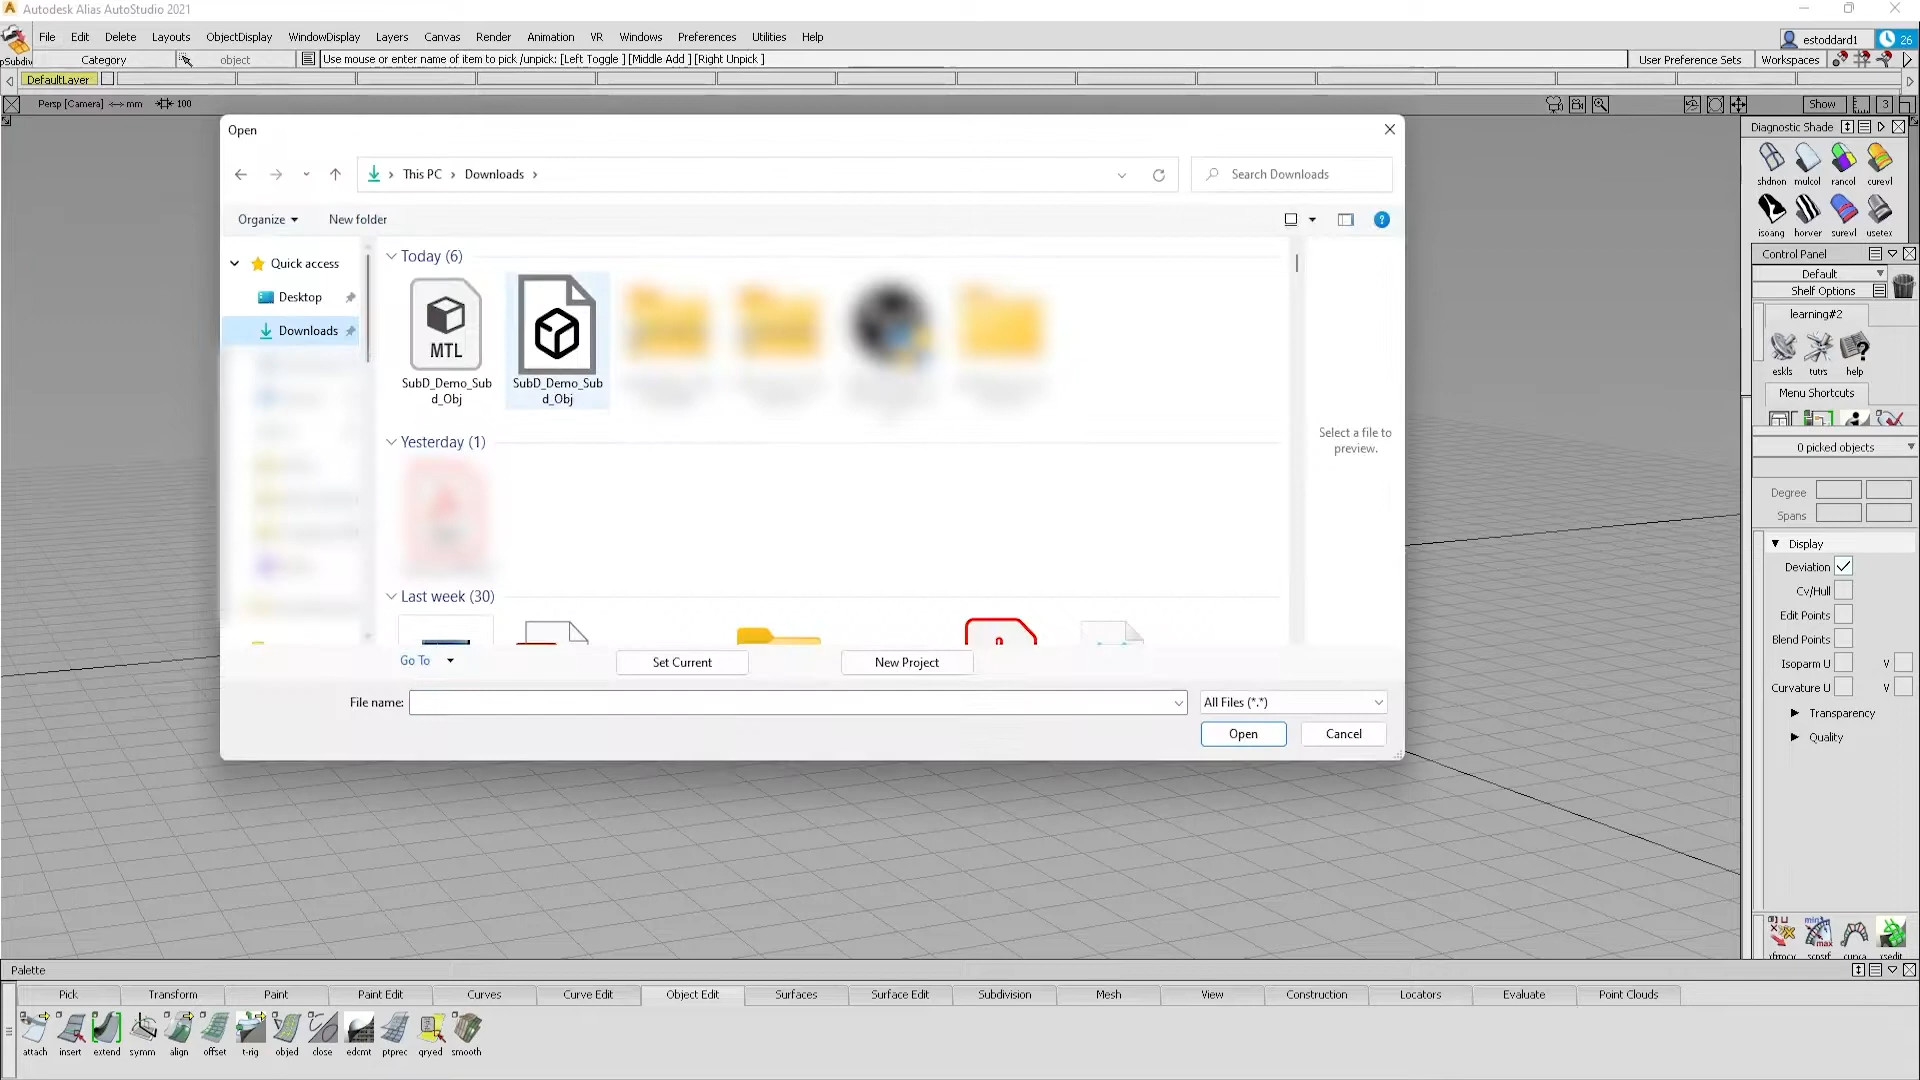 Autodesk Alias AutoStudio 2021
File Edit Delete Layouts ObjectDisplay WindowDisplay Layers Canvas Render Animation VR Windows Preferences Utilities Help
estoddard1 26
Category object Use mouse or enter name of item to pick /unpick: [Left Toggle ] [Middle Add ] [Right Unpick ] User Preference Sets Workspaces
DefaultLayer
Persp [Camera] mm 100 Show 3
Open
Diagnostic Shade
This PC > Downloads > Search Downloads
shdnon mulcol rancol curevl
Organize New folder
isoang horver surevl usetex
Control Panel
Default
Shelf Options
Quick access
Desktop
Downloads
Today (6)
MTL
SubD_Demo_Sub
d_Obj
SubD_Demo_Sub
d_Obj
Yesterday (1)
Last week (30)
Select a file to
preview.
Go To Set Current New Project
File name: All Files (*.*)
Open Cancel
learning#2
eskls tutrs help
Menu Shortcuts
0 picked objects
Degree
Spans
Display
Deviation
Cv/Hull
Edit Points
Blend Points
Isoparm U V
Curvature U V
Transparency
Quality
Palette
Pick Transform Paint Paint Edit Curves Curve Edit Object Edit Surfaces Surface Edit Subdivision Mesh View Construction Locators Evaluate Point Clouds
attach insert extend symm align offset t-rig objed close edcmt ptprec qryed smooth